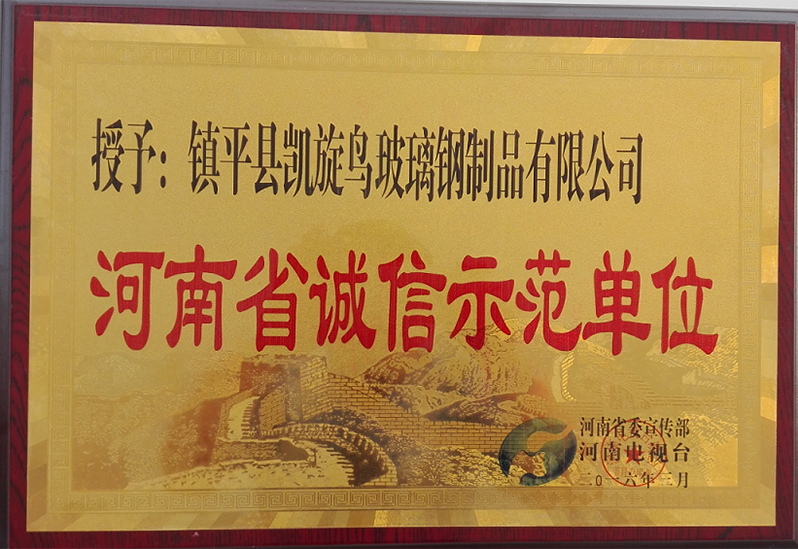 授予：镇平县凯旋鸟玻璃钢制品有限公司
河南省诚信示范单位
河南省委宣传部
河南电视台
二〇一六年三月